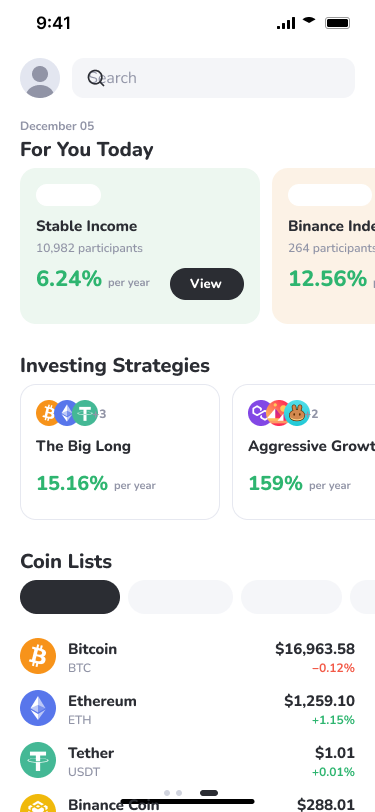 9:41
Search
December 05
For You Today
Stable Income
10,982 participants
6.24% per year
View
Binance Inde
264 participants
12.56%
Investing Strategies
3
The Big Long
15.16% per year
-2
Aggressive Growt
159% per year
Coin Lists
Bitcoin $16,963.58
BTC −0.12%
Ethereum $1,259.10
ETH +1.15%
Tether $1.01
USDT +0.01%
Binance Coin $288.01